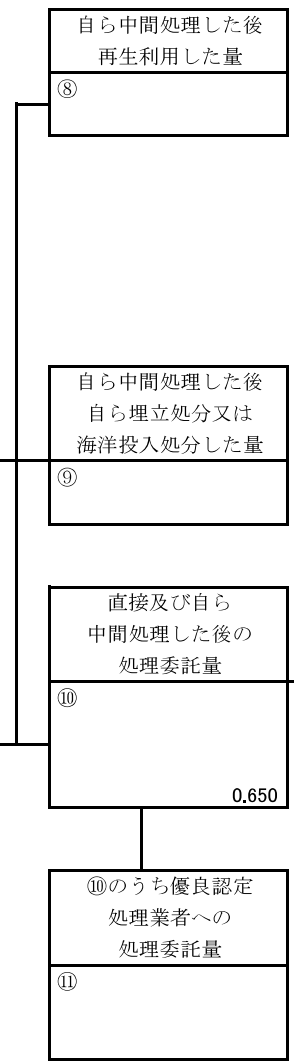 自ら中間処理した後
再生利用した量
⑧
自ら中間処理した後
自ら埋立処分又は
海洋投入処分した量
⑨
直接及び自ら
中間処理した後の
処理委託量
⑩
0.650
⑩のうち優良認定
処理業者への
処理委託量
⑪